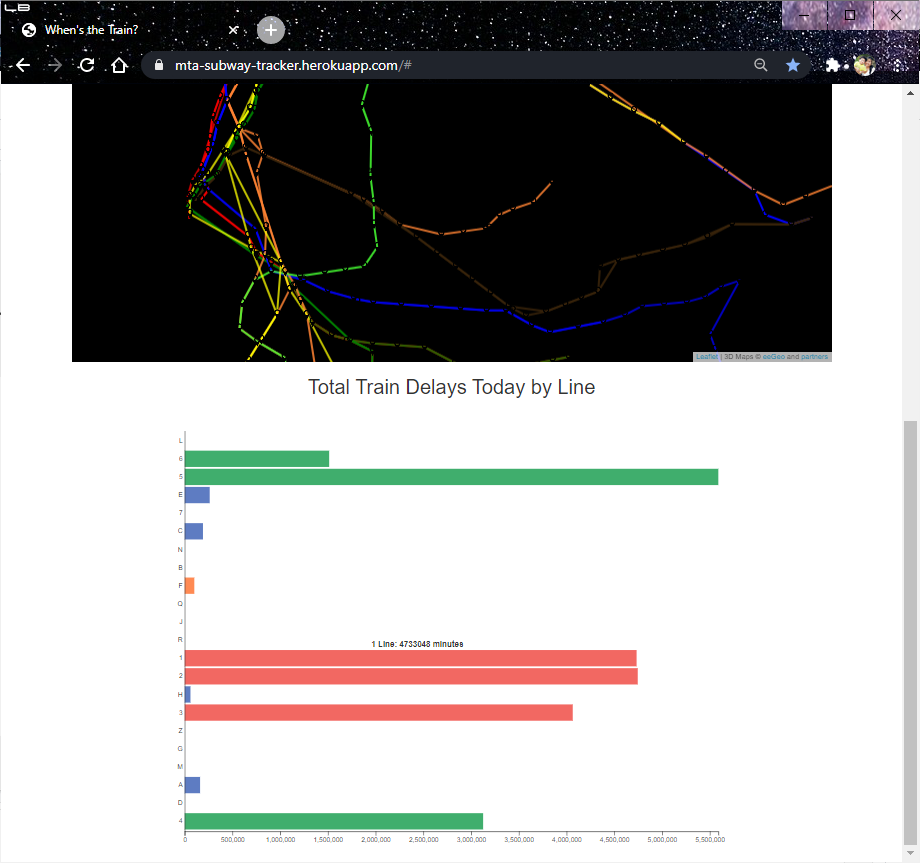 When's the Train?
mta-subway-tracker.herokuapp.com/#
Leaflet | 3D Maps © eeGeo and partners
Total Train Delays Today by Line
L
6
5
E
7
C
N
B
F
Q
J
R
1 Line: 4733048 minutes
1
2
H
3
Z
G
M
A
D
4
0 500,000 1,000,000 1,500,000 2,000,000 2,500,000 3,000,000 3,500,000 4,000,000 4,500,000 5,000,000 5,500,000